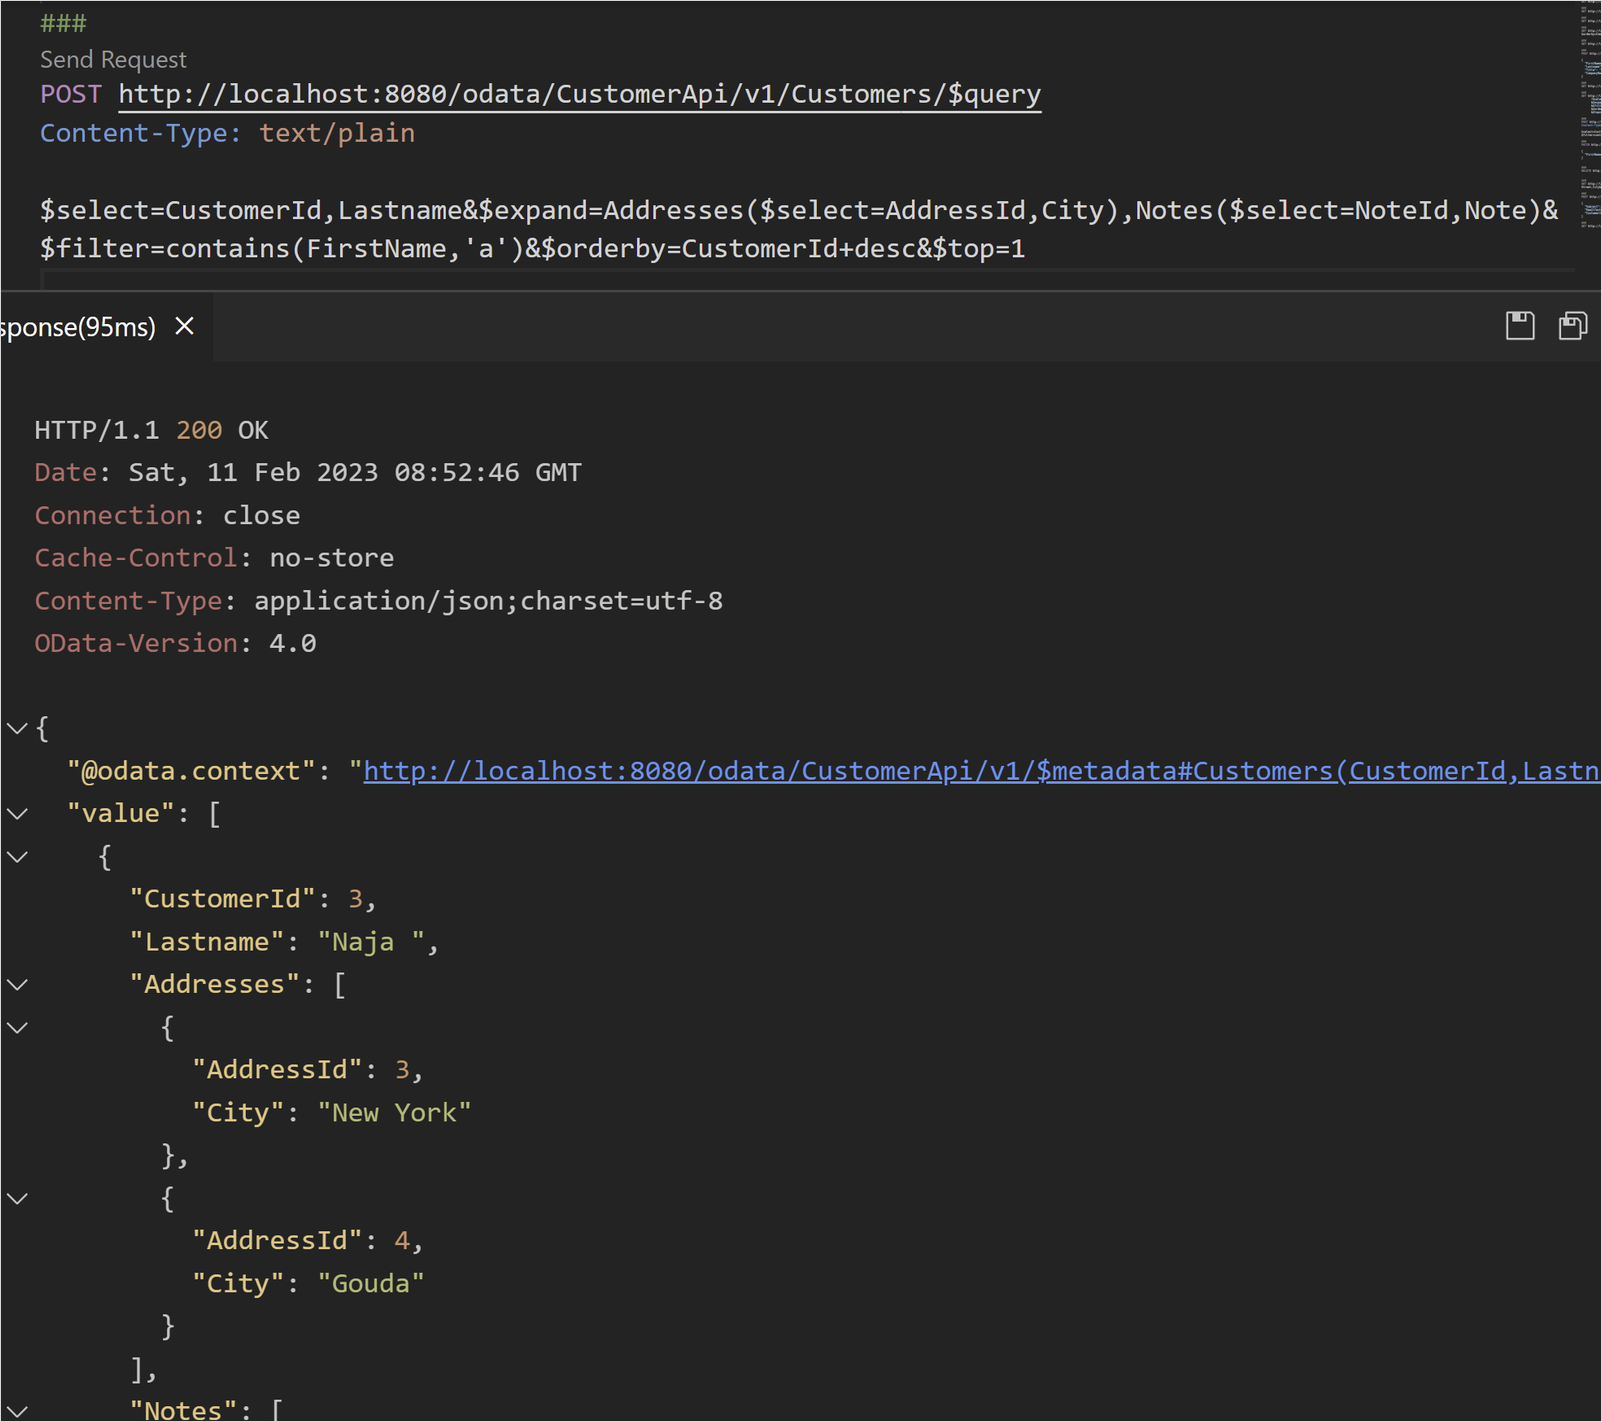 ###
Send Request
POST http://localhost:8080/odata/CustomerApi/v1/Customers/$query
Content-Type: text/plain
$select=CustomerId,Lastname&$expand=Addresses($select=AddressId,City),Notes($select=NoteId,Note)&
$filter=contains(FirstName,'a')&$orderby=CustomerId+desc&$top=1
sponse(95ms)
HTTP/1.1 200 OK
Date: Sat, 11 Feb 2023 08:52:46 GMT
Connection: close
Cache-Control: no-store
Content-Type: application/json;charset=utf-8
OData-Version: 4.0
{
"@odata.context": "http://localhost:8080/odata/CustomerApi/v1/$metadata#Customers(CustomerId,Lastn
"value": [
{
"CustomerId": 3,
"Lastname": "Naja ",
"Addresses": [
{
"AddressId": 3,
"City": "New York"
},
{
"AddressId": 4,
"City": "Gouda"
}
],
"Notes": [